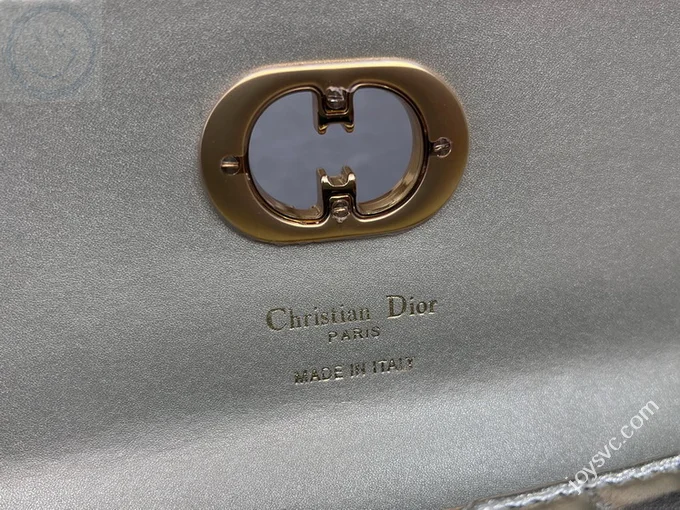 Christian Dior
PARIS
MADE IN ITALY
joysvc.com